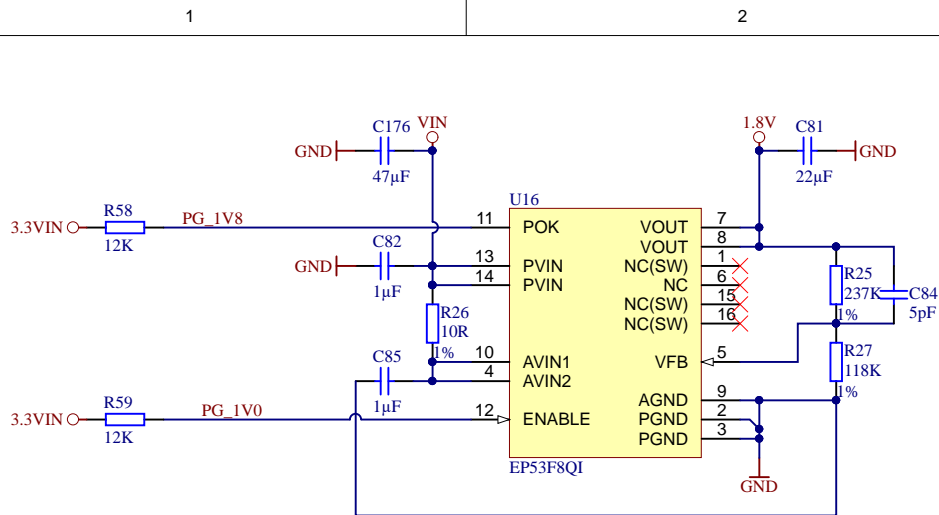 1 2
C176 VIN 1.8V C81
GND GND
47µF 22µF
U16
R58
3.3VIN PG_1V8 11 POK VOUT 7
12K VOUT 8
C82 13 PVIN NC(SW) 1
GND 14 PVIN NC 6 R25
1µF NC(SW) 15 237K C84
R26 NC(SW) 16 1% 5pF
10R
1% R27
C85 10 AVIN1 VFB 5 118K
4 AVIN2 1%
1µF
R59 AGND 9
3.3VIN PG_1V0 12 ENABLE PGND 2
12K PGND 3
EP53F8QI
GND